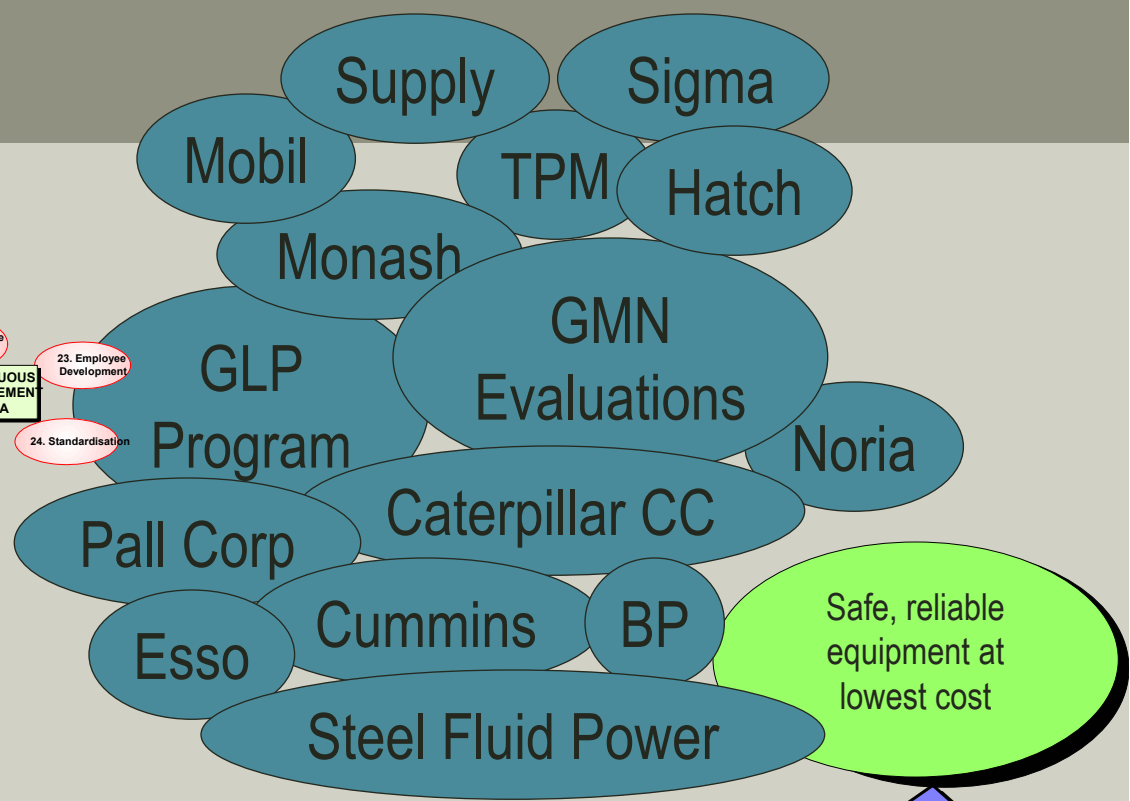 Supply
Sigma
Mobil
TPM
Hatch
Monash
GMN
Evaluations
23. Employee
Development
GLP
Program
24. Standardisation
Noria
Caterpillar CC
Pall Corp
Cummins
BP
Esso
Safe, reliable
equipment at
lowest cost
Steel Fluid Power